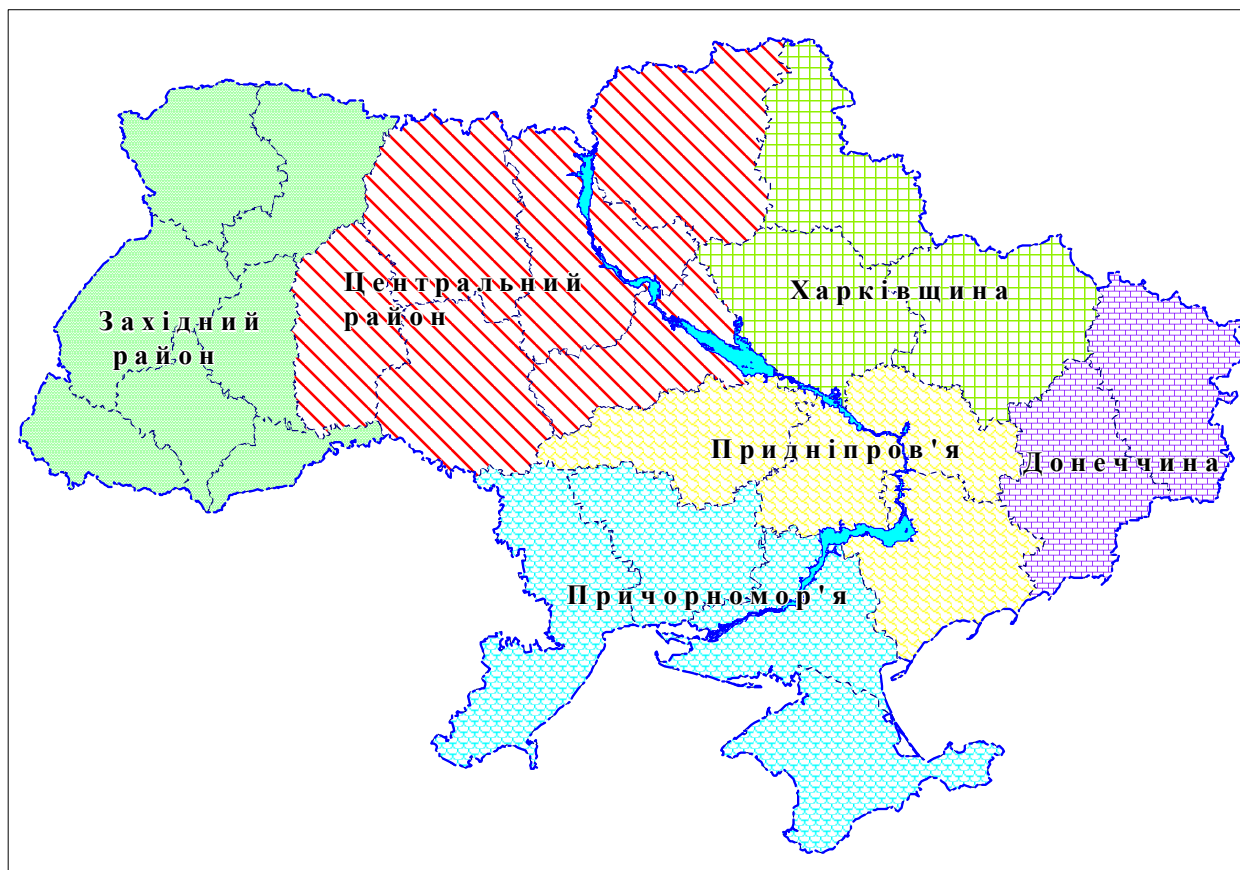 Центральний
район
Харківщина
Західний
район
Придніпров'я
Донеччина
Причорномор'я